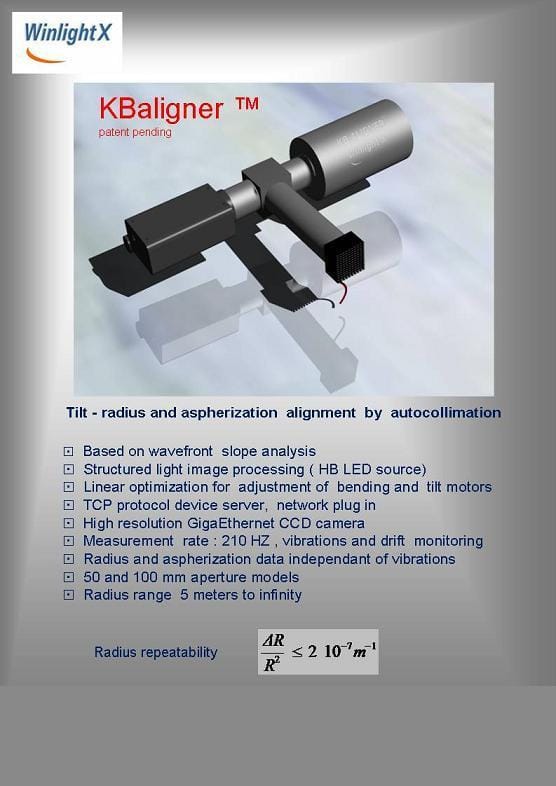 WinlightX
KBaligner ™
patent pending
KB ALIGNER
WinlightX
Tilt - radius and aspherization alignment by autocollimation
Based on wavefront slope analysis
Structured light image processing ( HB LED source)
Linear optimization for adjustment of bending and tilt motors
TCP protocol device server, network plug in
High resolution GigaEthernet CCD camera
Measurement rate : 210 HZ , vibrations and drift monitoring
Radius and aspherization data independant of vibrations
50 and 100 mm aperture models
Radius range 5 meters to infinity
Radius repeatability ΔR/R² ≤ 2 10⁻⁷ m⁻¹